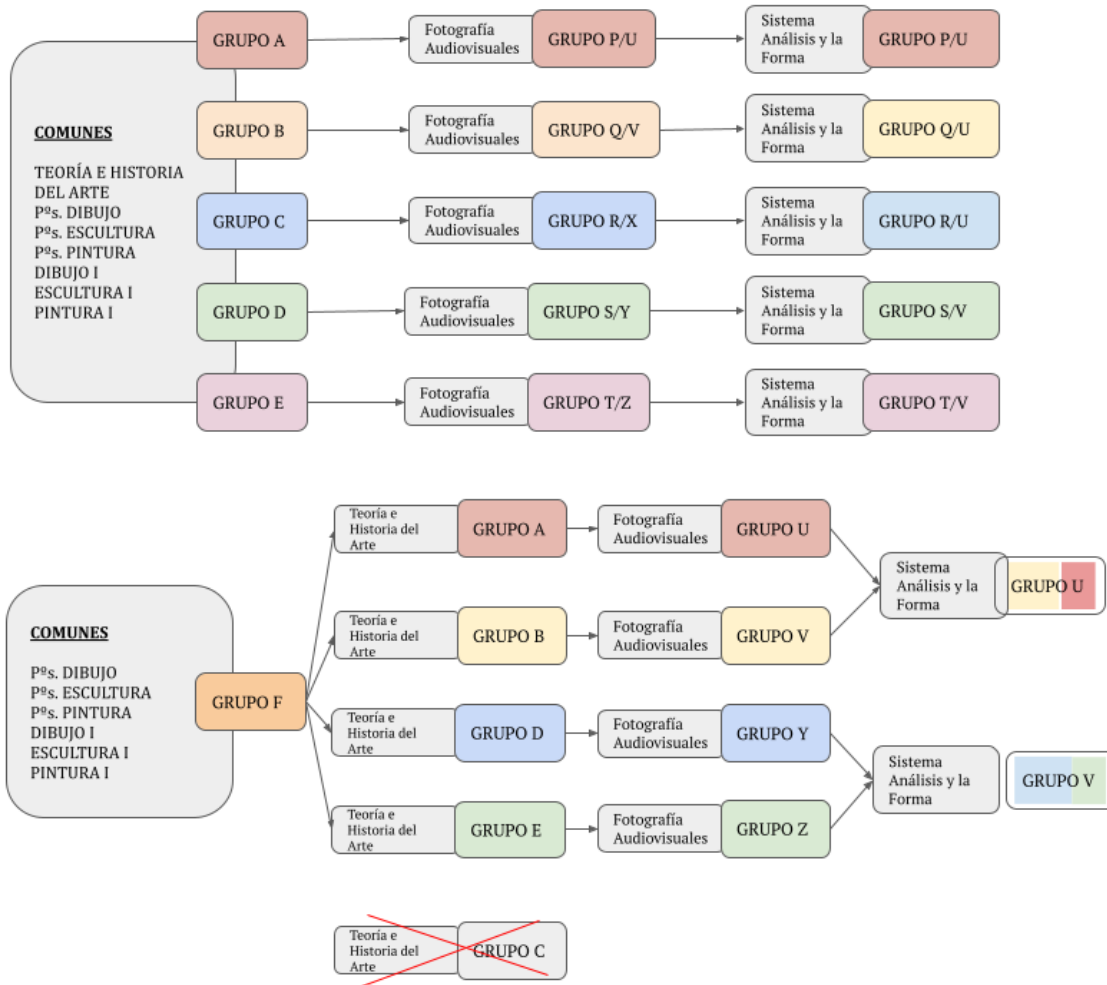 COMUNES
TEORÍA E HISTORIA
DEL ARTE
Pºs. DIBUJO
Pºs. ESCULTURA
Pºs. PINTURA
DIBUJO I
ESCULTURA I
PINTURA I
GRUPO A
Fotografía
Audiovisuales
GRUPO P/U
Sistema
Análisis y la
Forma
GRUPO P/U
GRUPO B
Fotografía
Audiovisuales
GRUPO Q/V
Sistema
Análisis y la
Forma
GRUPO Q/U
GRUPO C
Fotografía
Audiovisuales
GRUPO R/X
Sistema
Análisis y la
Forma
GRUPO R/U
GRUPO D
Fotografía
Audiovisuales
GRUPO S/Y
Sistema
Análisis y la
Forma
GRUPO S/V
GRUPO E
Fotografía
Audiovisuales
GRUPO T/Z
Sistema
Análisis y la
Forma
GRUPO T/V
COMUNES
Pºs. DIBUJO
Pºs. ESCULTURA
Pºs. PINTURA
DIBUJO I
ESCULTURA I
PINTURA I
GRUPO F
Teoría e
Historia del
Arte
GRUPO A
Fotografía
Audiovisuales
GRUPO U
Teoría e
Historia del
Arte
GRUPO B
Fotografía
Audiovisuales
GRUPO V
Sistema
Análisis y la
Forma
GRUPO U
Teoría e
Historia del
Arte
GRUPO D
Fotografía
Audiovisuales
GRUPO Y
Teoría e
Historia del
Arte
GRUPO E
Fotografía
Audiovisuales
GRUPO Z
Sistema
Análisis y la
Forma
GRUPO V
Teoría e
Historia del
Arte
GRUPO C